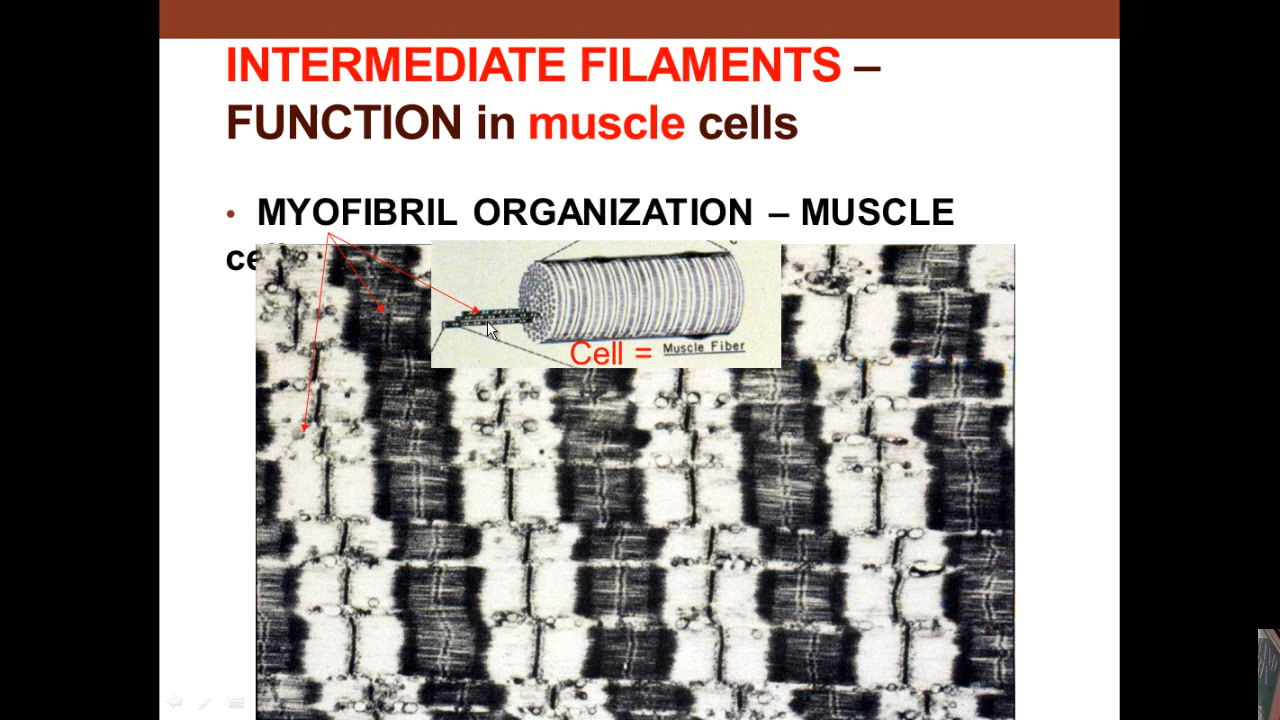 INTERMEDIATE FILAMENTS –
FUNCTION in muscle cells
• MYOFIBRIL ORGANIZATION – MUSCLE
Cell = Muscle Fiber